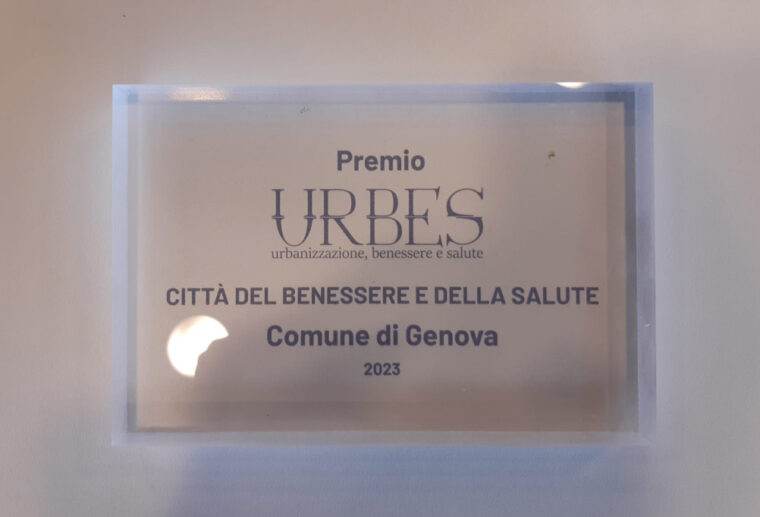 Premio
URBES
urbanizzazione, benessere e salute
CITTÀ DEL BENESSERE E DELLA SALUTE
Comune di Genova
2023